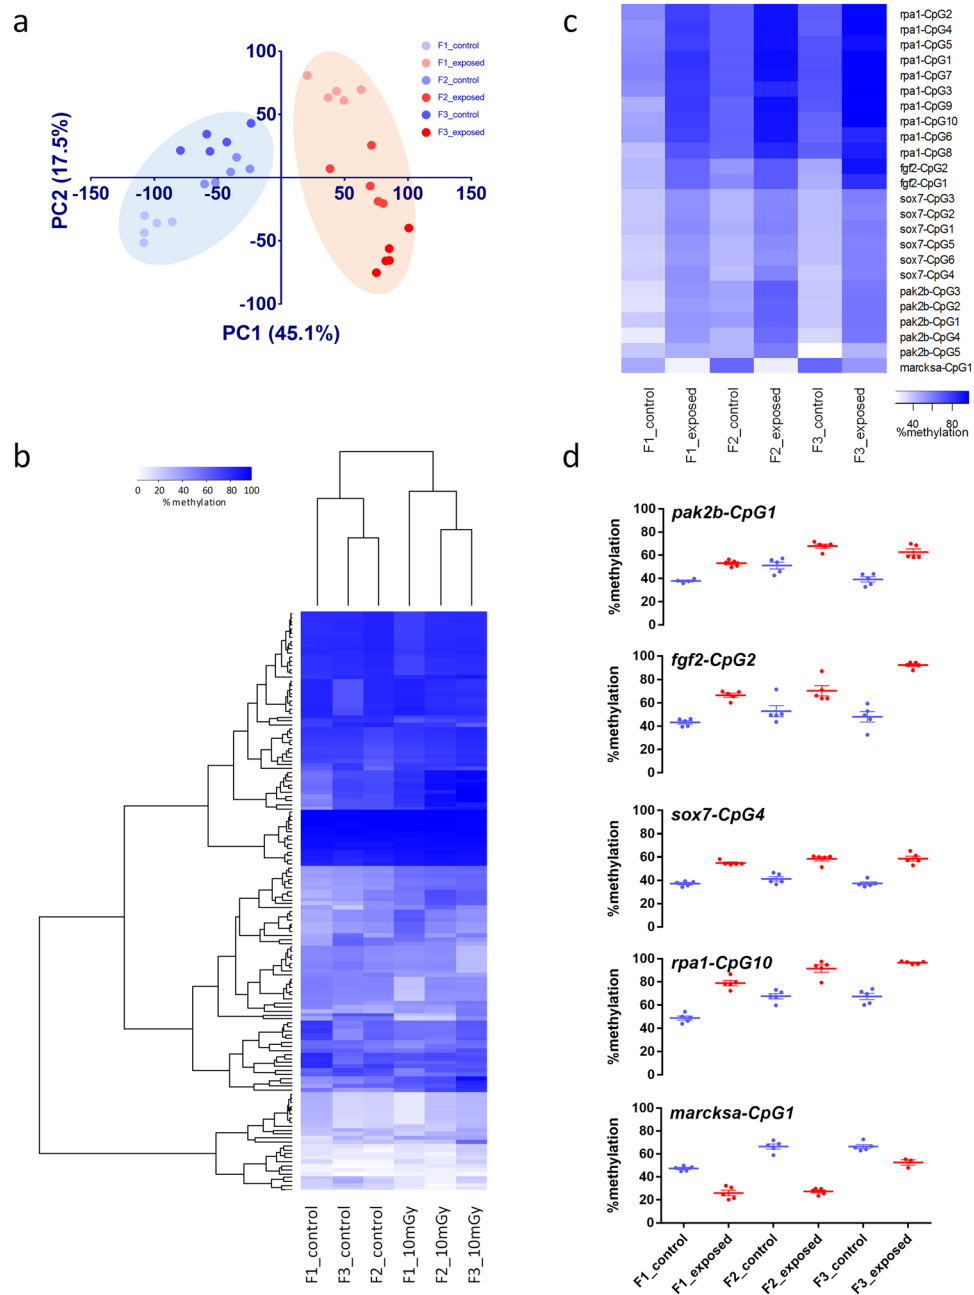 a
100
50
-150
-100
-50
50
100
150
-50
-100
PC2 (17.5%)
PC1 (45.1%)
F1_control
F1_exposed
F2_control
F2_exposed
F3_control
F3_exposed
c
rpa1-CpG2
rpa1-CpG4
rpa1-CpG5
rpa1-CpG1
rpa1-CpG7
rpa1-CpG3
rpa1-CpG9
rpa1-CpG10
rpa1-CpG6
rpa1-CpG8
fgf2-CpG2
fgf2-CpG1
sox7-CpG3
sox7-CpG2
sox7-CpG1
sox7-CpG5
sox7-CpG6
sox7-CpG4
pak2b-CpG3
pak2b-CpG2
pak2b-CpG1
pak2b-CpG4
pak2b-CpG5
marcksa-CpG1
F1_control
F1_exposed
F2_control
F2_exposed
F3_control
F3_exposed
40 80
%methylation
b
0 20 40 60 80 100
% methylation
F1_control
F3_control
F2_control
F1_10mGy
F2_10mGy
F3_10mGy
d
pak2b-CpG1
%methylation
100
80
60
40
20
0
fgf2-CpG2
%methylation
100
80
60
40
20
0
sox7-CpG4
%methylation
100
80
60
40
20
0
rpa1-CpG10
%methylation
100
80
60
40
20
0
marcksa-CpG1
%methylation
100
80
60
40
20
0
F1_control
F1_exposed
F2_control
F2_exposed
F3_control
F3_exposed